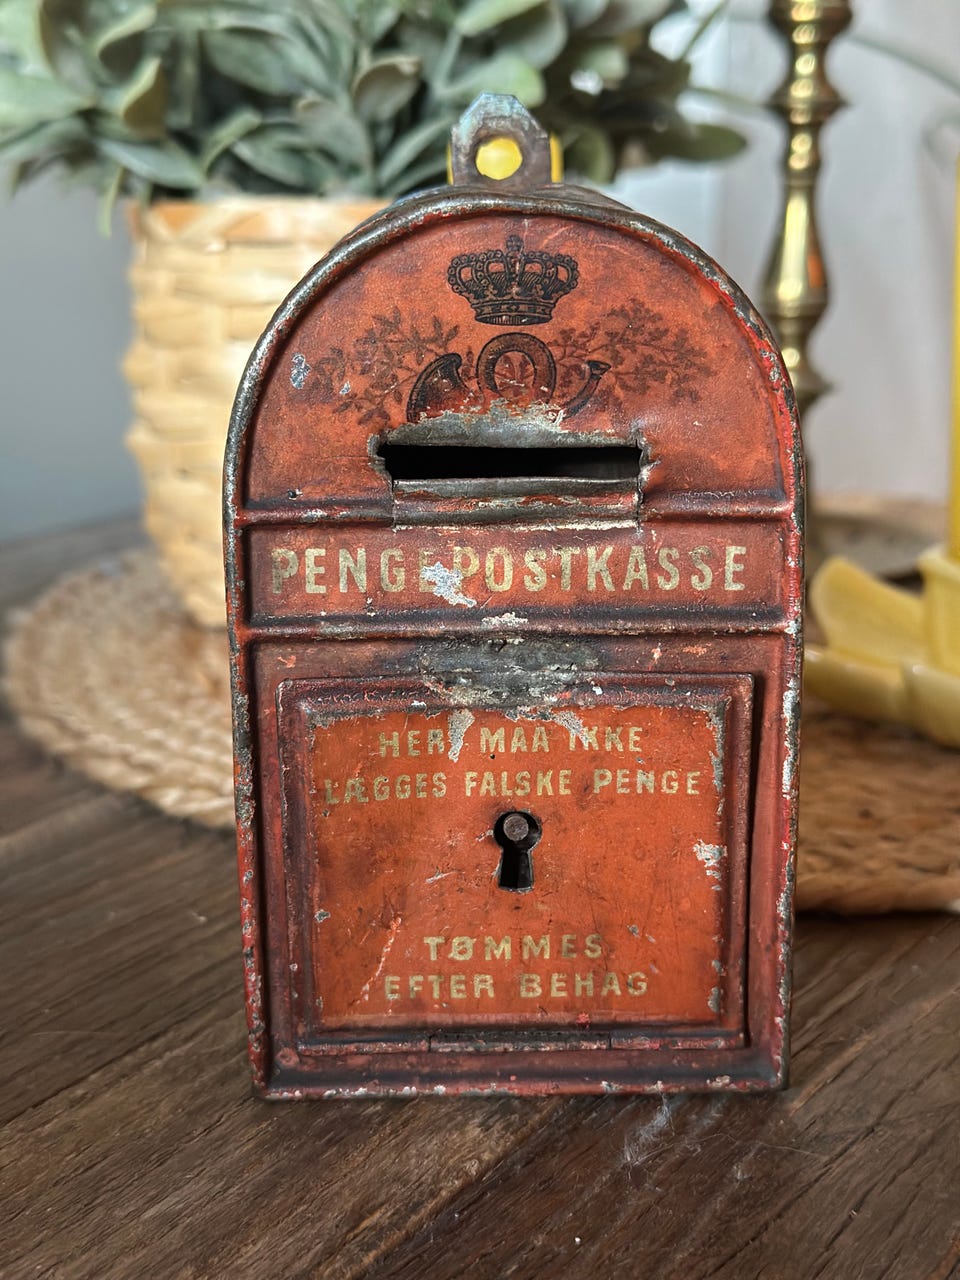 PENGEPOSTKASSE
HER MAA IKKE
LÆGGES FALSKE PENGE
TØMMES
EFTER BEHAG